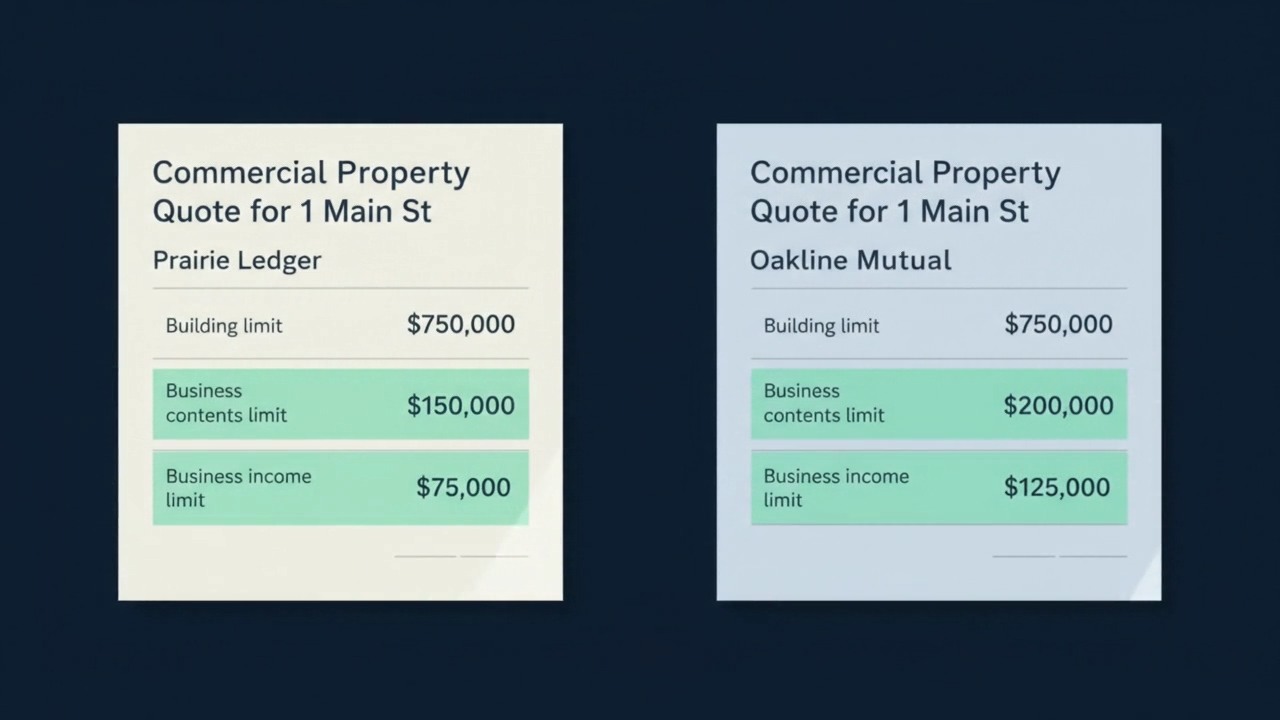 Commercial Property
Quote for 1 Main St
Prairie Ledger
Building limit $750,000
Business
contents limit $150,000
Business income
limit $75,000
Commercial Property
Quote for 1 Main St
Oakline Mutual
Building limit $750,000
Business
contents limit $200,000
Business income
limit $125,000